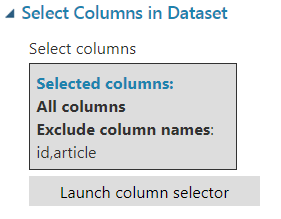 Select Columns in Dataset
Select columns
Selected columns:
All columns
Exclude column names:
id,article
Launch column selector